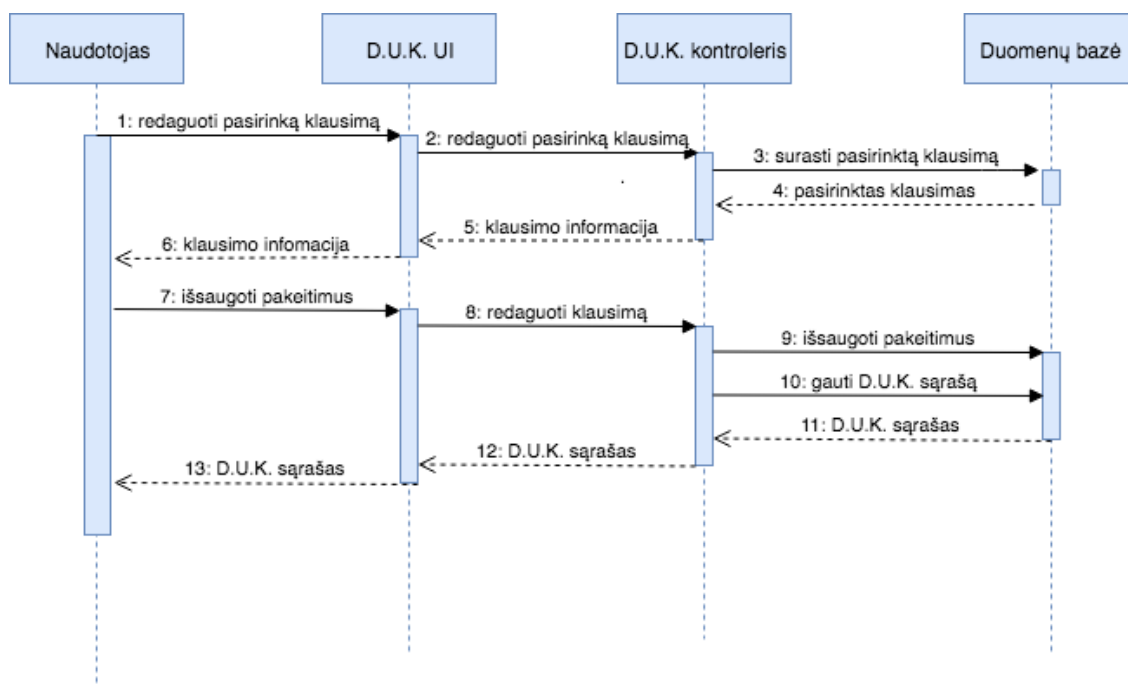 Naudotojas
D.U.K. UI
D.U.K. kontroleris
Duomenų bazė
1: redaguoti pasirinką klausimą
2: redaguoti pasirinką klausimą
3: surasti pasirinktą klausimą
4: pasirinktas klausimas
5: klausimo informacija
6: klausimo infomacija
7: išsaugoti pakeitimus
8: redaguoti klausimą
9: išsaugoti pakeitimus
10: gauti D.U.K. sąrašą
11: D.U.K. sąrašas
12: D.U.K. sąrašas
13: D.U.K. sąrašas